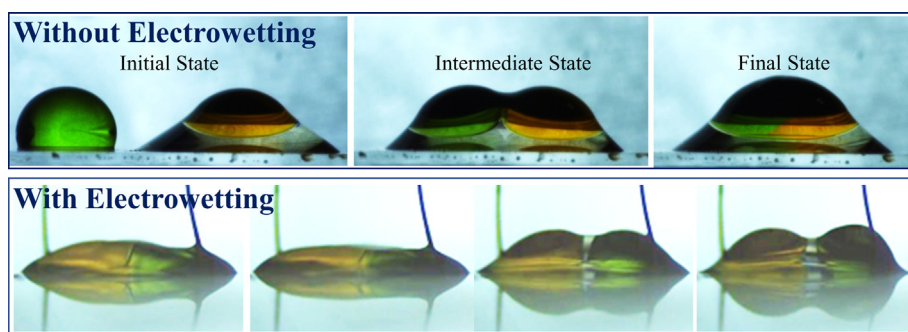 Without Electrowetting
Initial State
Intermediate State
Final State
With Electrowetting